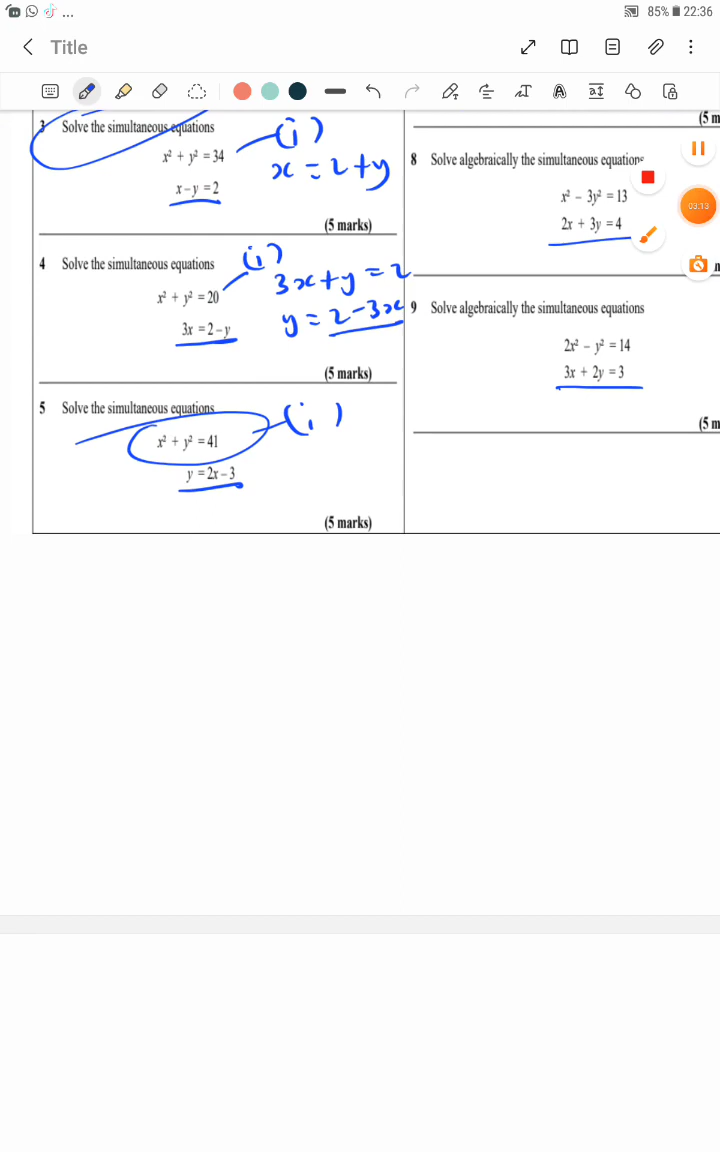 ... 85% 22:36
Title
3 Solve the simultaneous equations
x² + y² = 34
x - y = 2
(i)
x = 2 + y
(5 marks)
4 Solve the simultaneous equations
x² + y² = 20
3x = 2 - y
(i)
3x + y = 2
y = 2 - 3x
(5 marks)
5 Solve the simultaneous equations
x² + y² = 41
y = 2x - 3
(i)
(5 marks)
(5 m
8 Solve algebraically the simultaneous equations
x² - 3y² = 13
2x + 3y = 4
03:13
9 Solve algebraically the simultaneous equations
2x² - y² = 14
3x + 2y = 3
(5 m